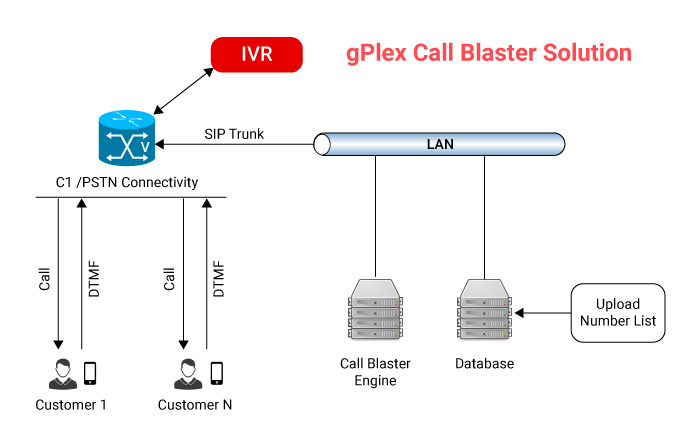 IVR
gPlex Call Blaster Solution
SIP Trunk
LAN
V
C1 /PSTN Connectivity
Call
DTMF
Call
DTMF
Upload
Number List
Call Blaster
Engine
Database
Customer 1
Customer N